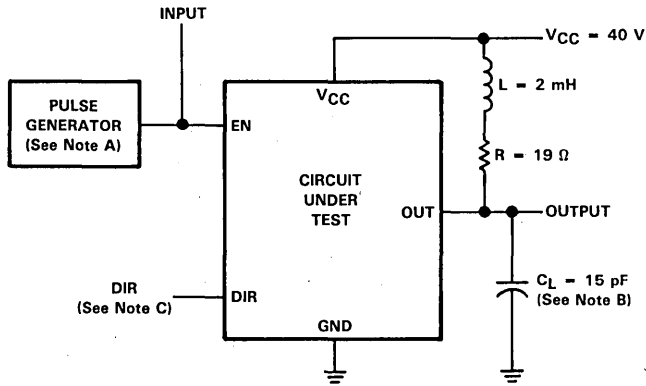 INPUT
VCC = 40 V
PULSE
GENERATOR
(See Note A)
VCC
L = 2 mH
EN
R = 19 Ω
CIRCUIT
UNDER
TEST
OUT
OUTPUT
DIR
(See Note C)
DIR
CL = 15 pF
(See Note B)
GND